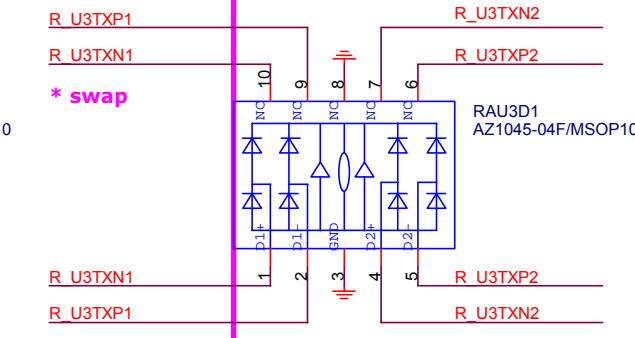 R_U3TXP1
R_U3TXN2
R_U3TXN1
R_U3TXP2
* swap
10
9
8
7
6
NC
NC
NC
NC
NC
RAU3D1
AZ1045-04F/MSOP10
0
D1+
D1-
GND
D2+
D2-
1
2
3
4
5
R_U3TXN1
R_U3TXP2
R_U3TXP1
R_U3TXN2